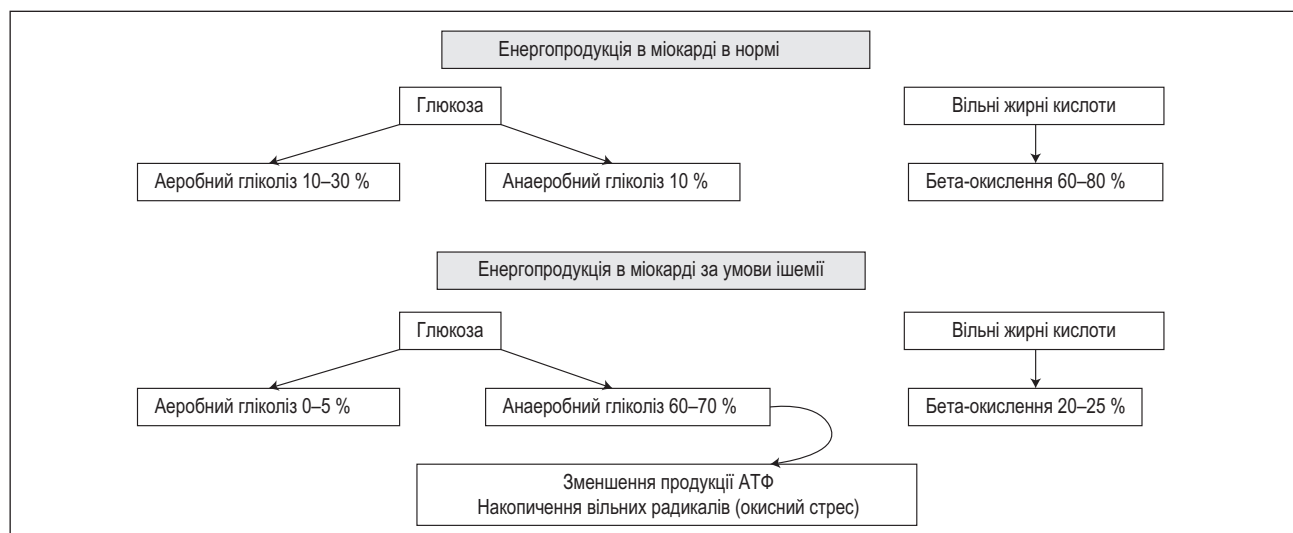 Енергопродукція в міокарді в нормі
Глюкоза
Вільні жирні кислоти
Аеробний гліколіз 10–30 %
Анаеробний гліколіз 10 %
Бета-окислення 60–80 %
Енергопродукція в міокарді за умови ішемії
Глюкоза
Вільні жирні кислоти
Аеробний гліколіз 0–5 %
Анаеробний гліколіз 60–70 %
Бета-окислення 20–25 %
Зменшення продукції АТФ
Накопичення вільних радикалів (окисний стрес)